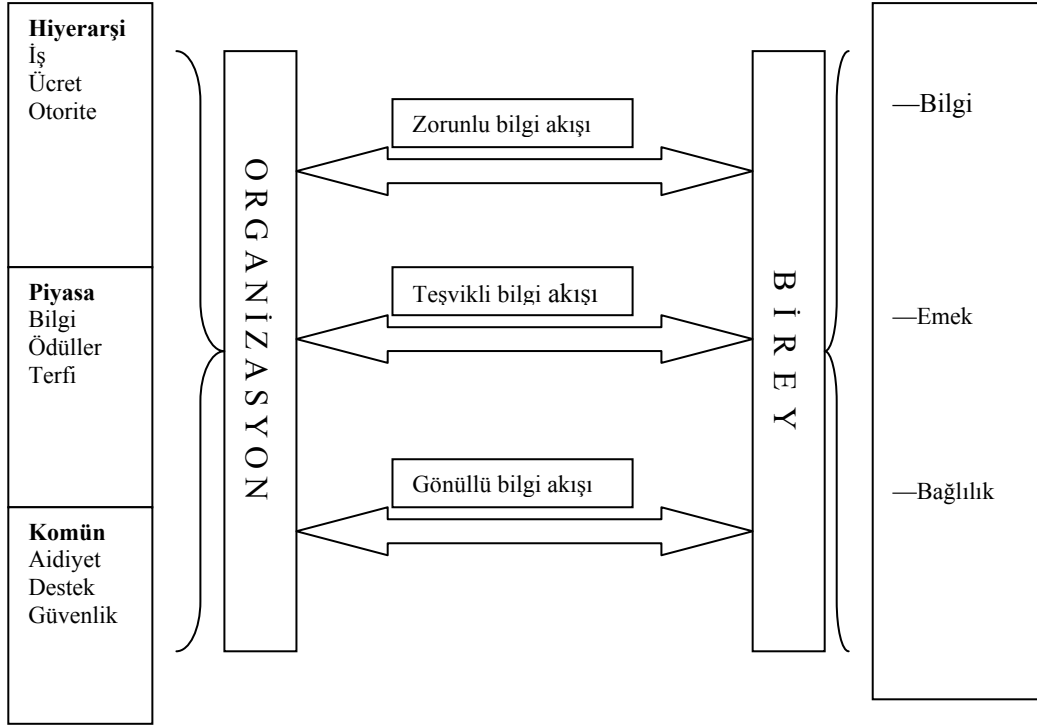 Hiyerarşi
İş
Ücret
Otorite
Piyasa
Bilgi
Ödüller
Terfi
Komün
Aidiyet
Destek
Güvenlik
ORGANİZASYON
Zorunlu bilgi akışı
Teşvikli bilgi akışı
Gönüllü bilgi akışı
BİREY
—Bilgi
—Emek
—Bağlılık